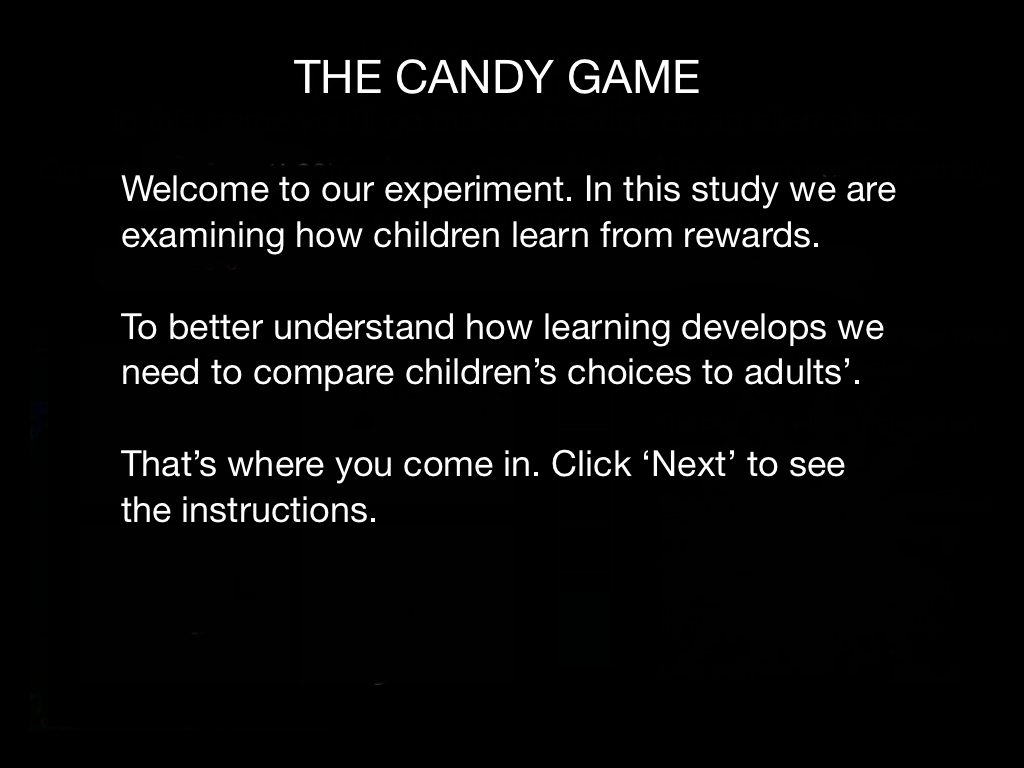 THE CANDY GAME
Welcome to our experiment. In this study we are
examining how children learn from rewards.
To better understand how learning develops we
need to compare children’s choices to adults’.
That’s where you come in. Click ‘Next’ to see
the instructions.